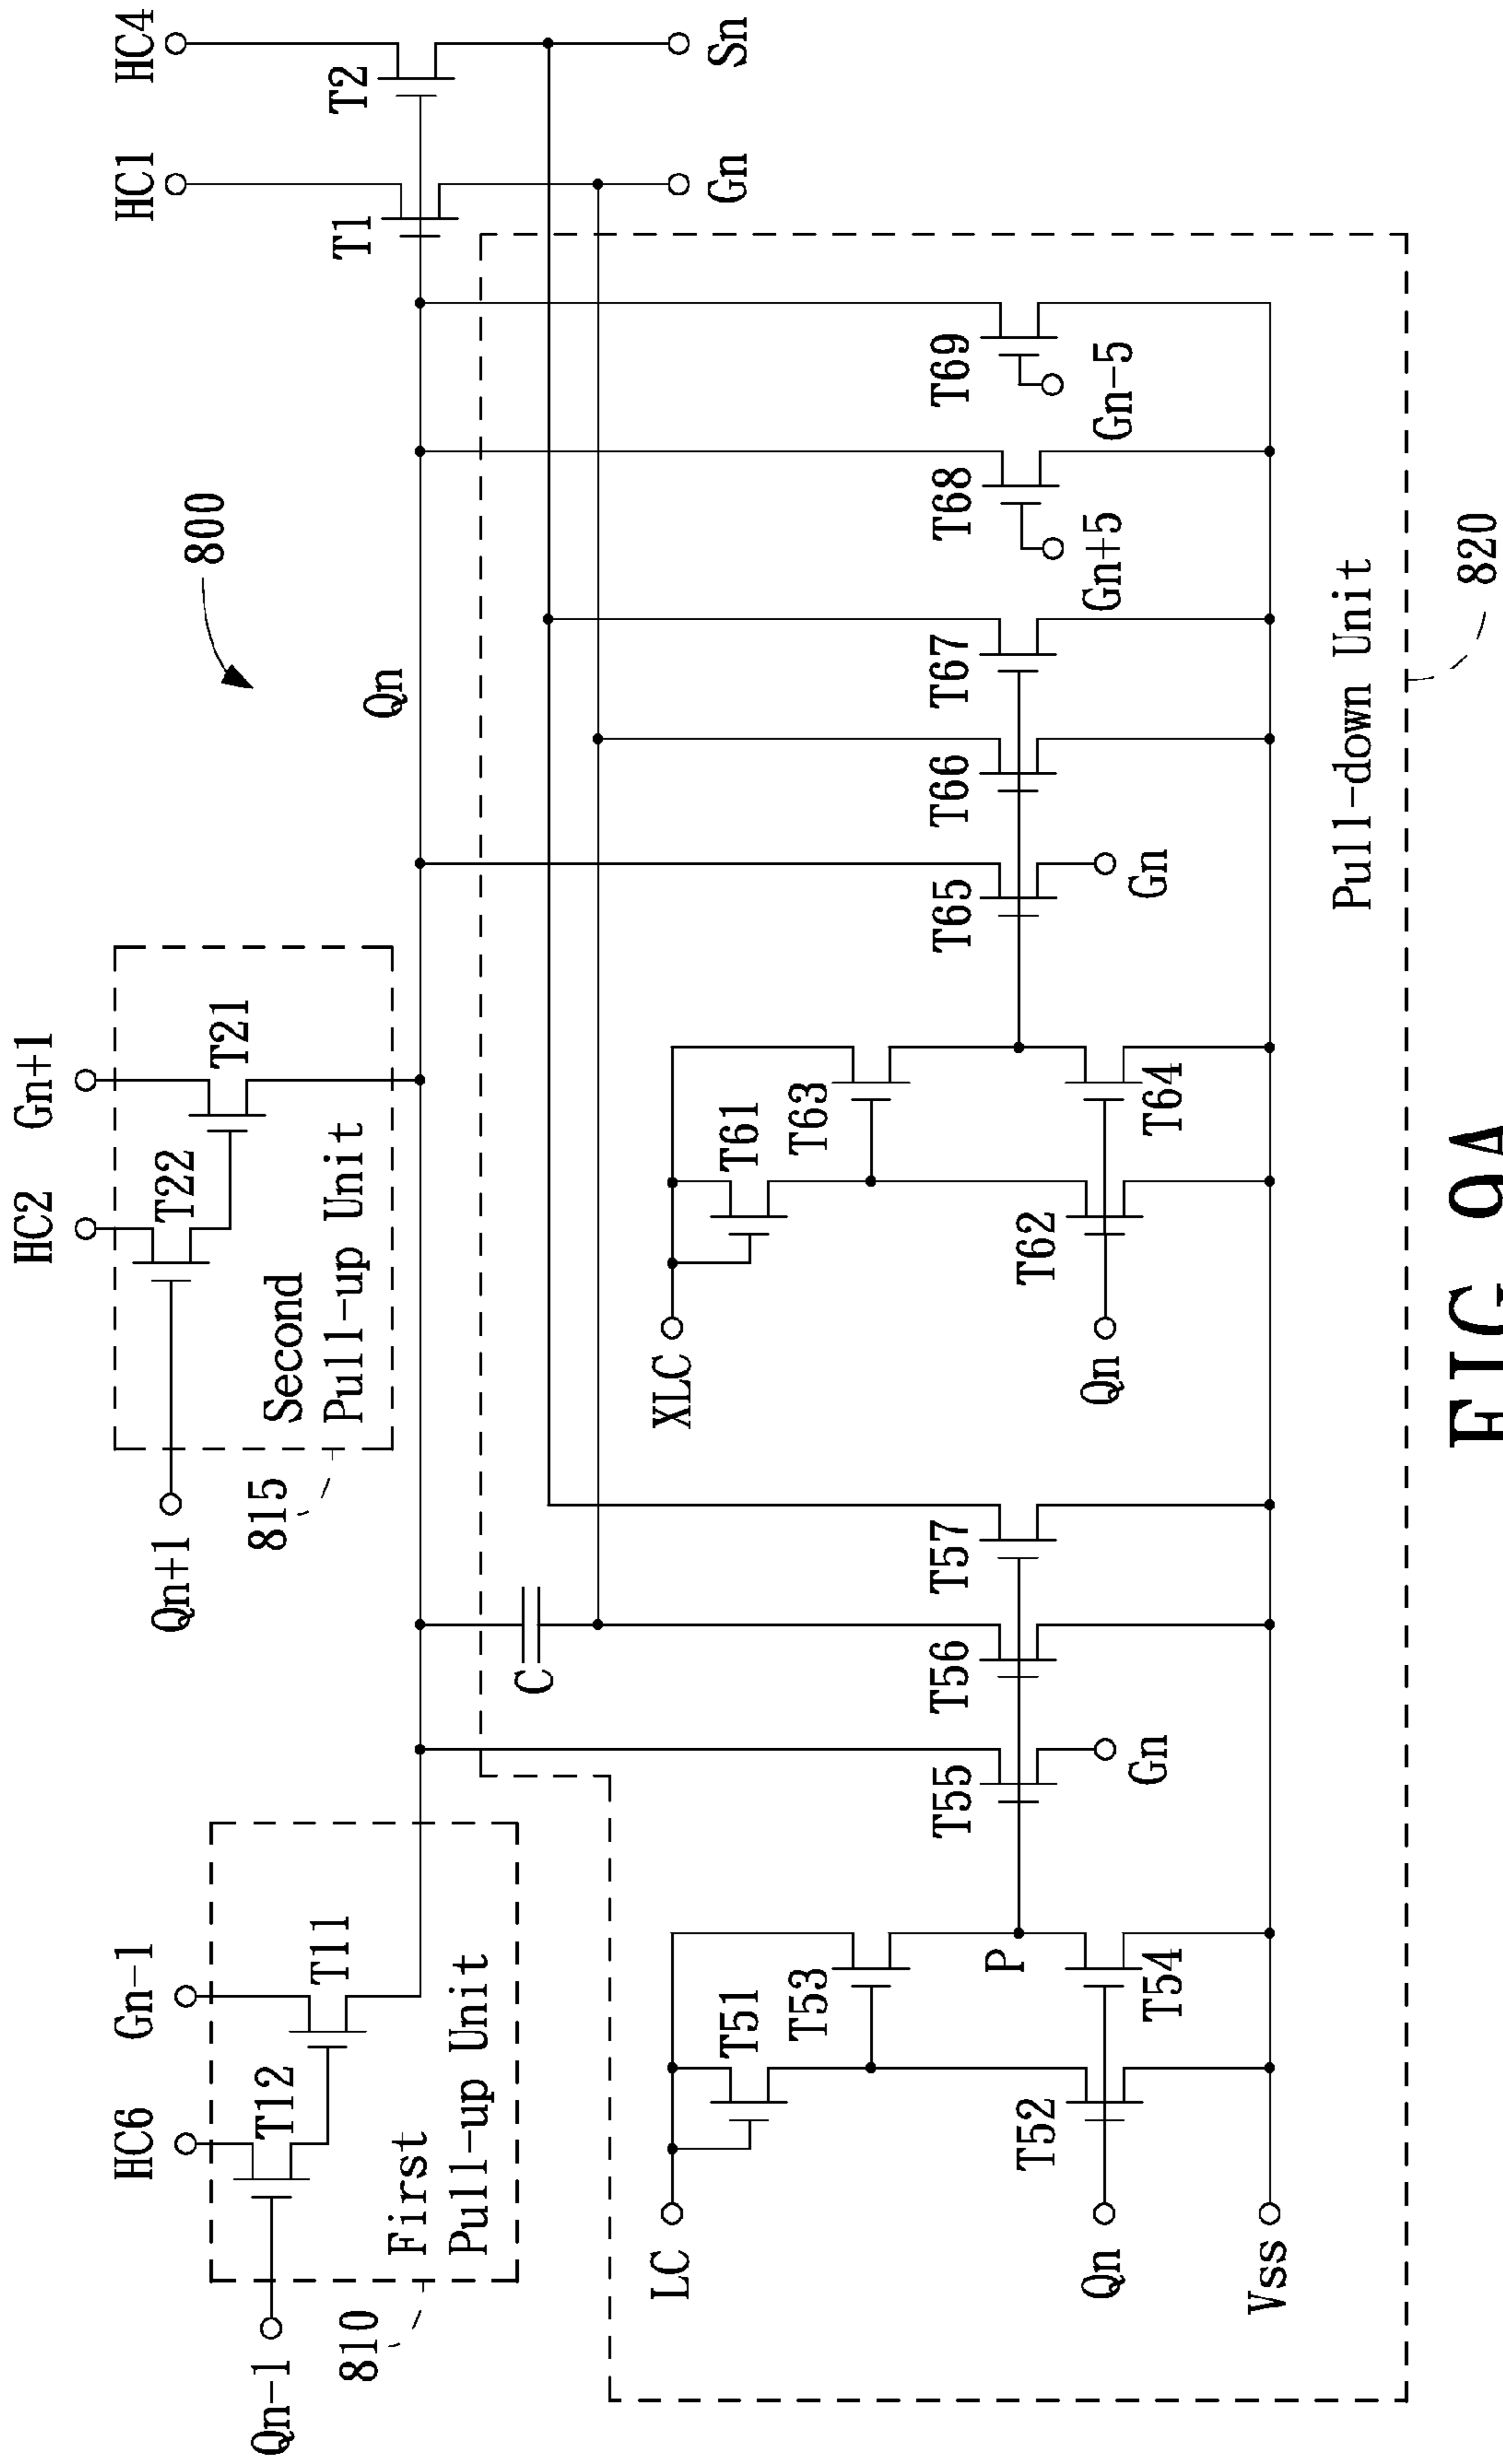 HC2
Gn+1
HC6
Gn-1
HC1
HC4
Qn+1
T22
800
T21
Qn-1
T12
815
Second
Pull-up Unit
T11
T1
T2
810
Qn
First
Pull-up Unit
C
LC
XLC
Gn
Sn
T51
T61
T53
T63
T55
T56
T57
T65
T66
T67
T68
T69
P
T52
T62
Qn
Qn
Gn+5
Gn-5
T54
Gn
T64
Gn
Vss
Pull-down Unit
820
FIG. 9A